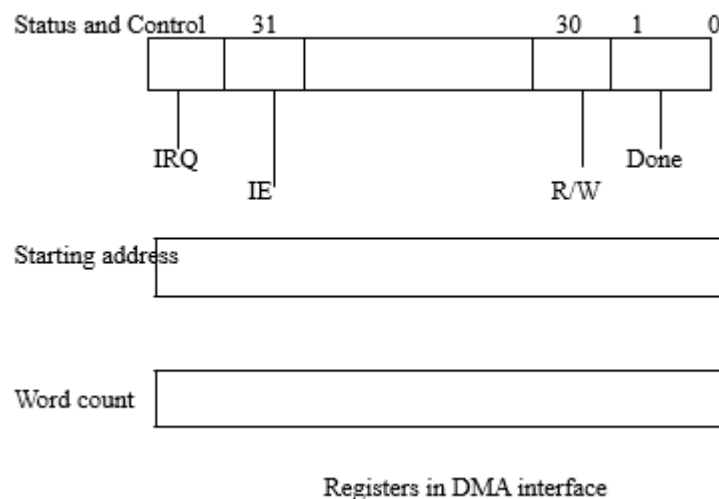 Status and Control 31 30 1 0
IRQ Done
IE R/W
Starting address
Word count
Registers in DMA interface